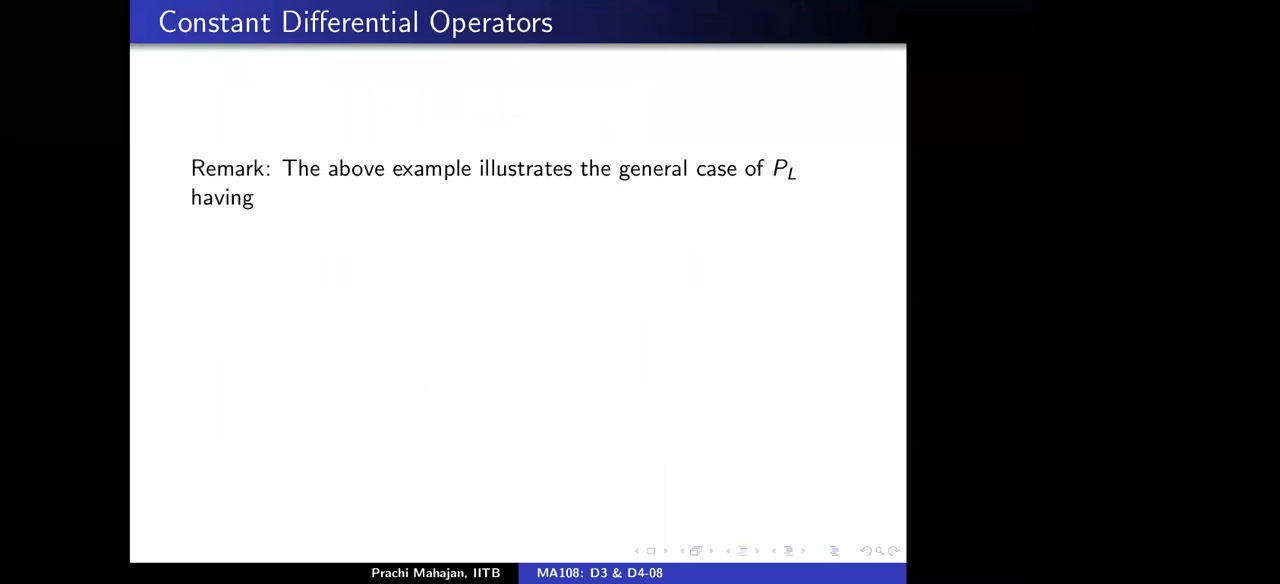 Constant Differential Operators
Remark: The above example illustrates the general case of P_L
having
Prachi Mahajan, IITB
MA108: D3 & D4-08